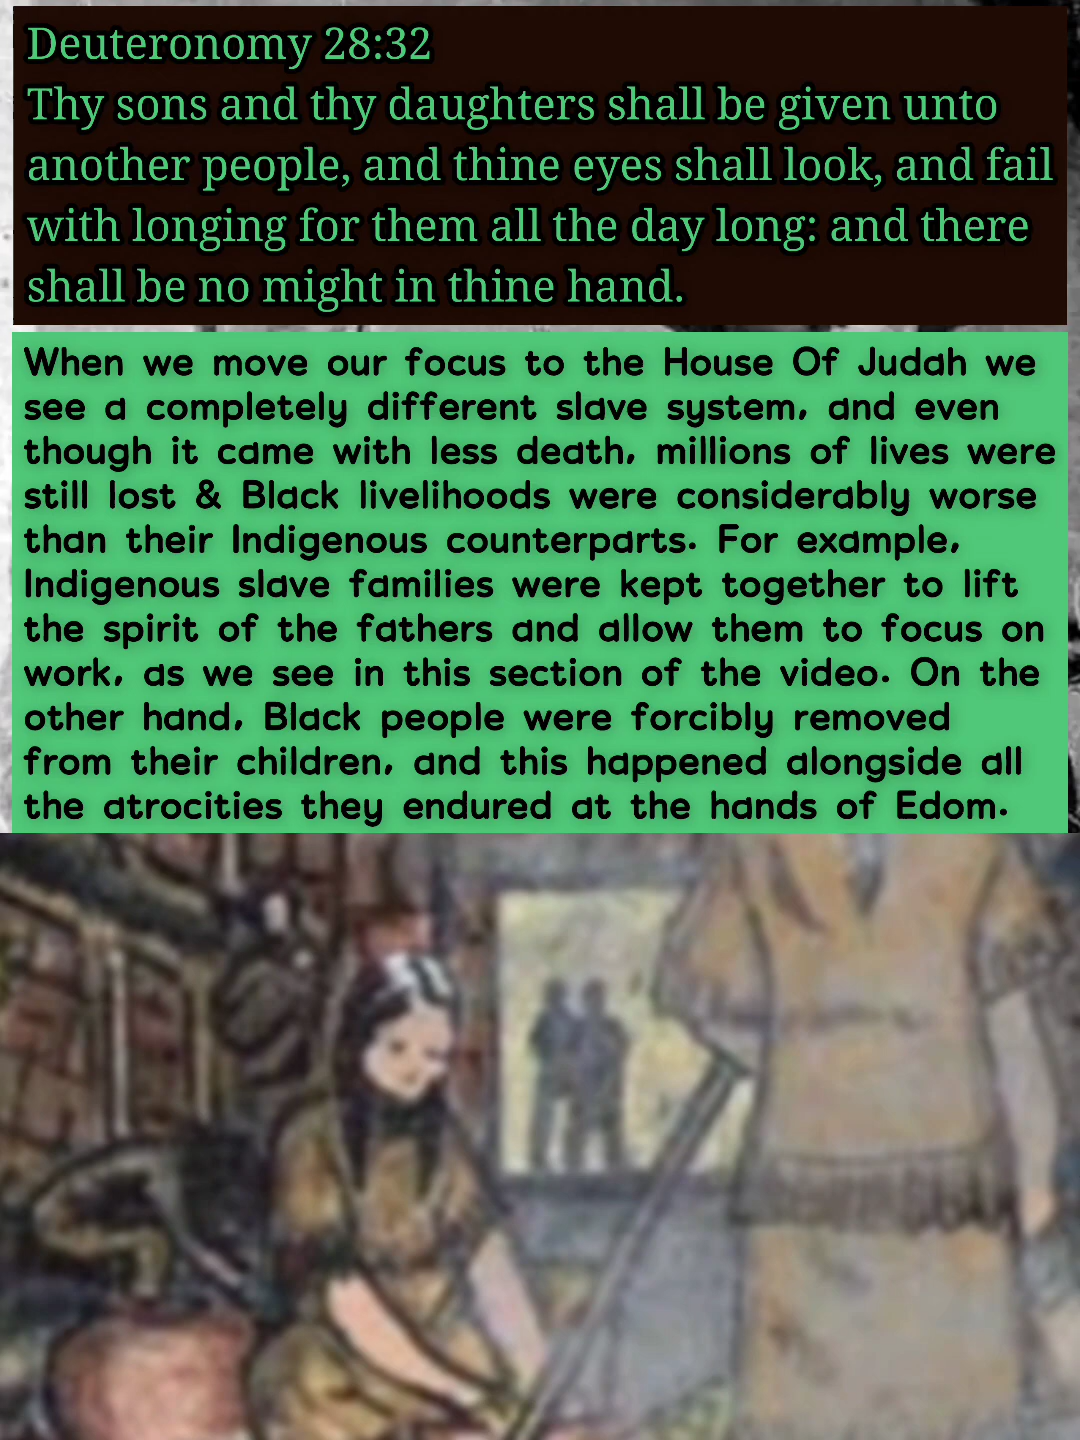 Deuteronomy 28:32
Thy sons and thy daughters shall be given unto
another people, and thine eyes shall look, and fail
with longing for them all the day long: and there
shall be no might in thine hand.
When we move our focus to the House Of Judah we
see a completely different slave system, and even
though it came with less death, millions of lives were
still lost & Black livelihoods were considerably worse
than their Indigenous counterparts. For example,
Indigenous slave families were kept together to lift
the spirit of the fathers and allow them to focus on
work, as we see in this section of the video. On the
other hand, Black people were forcibly removed
from their children, and this happened alongside all
the atrocities they endured at the hands of Edom.